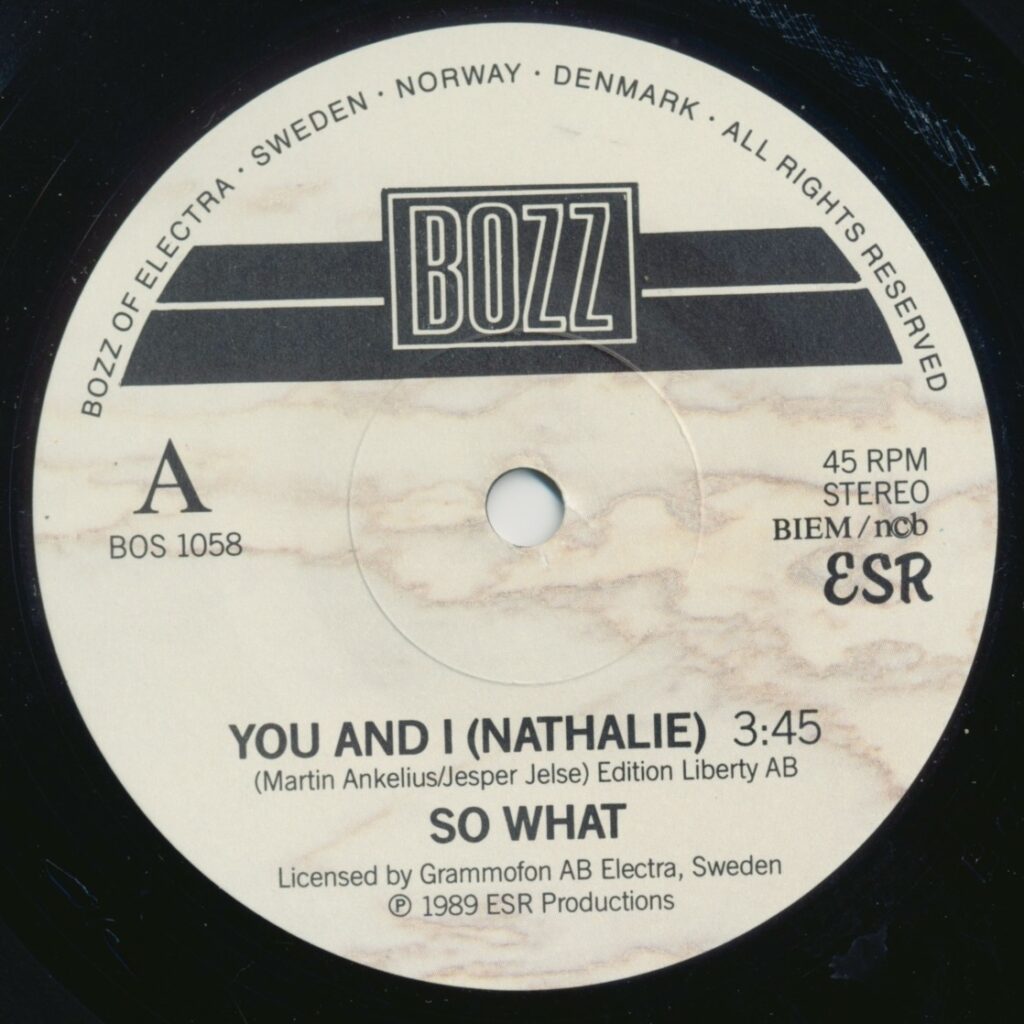 BOZZ OF ELECTRA · SWEDEN · NORWAY · DENMARK · ALL RIGHTS RESERVED
BOZZ
A
BOS 1058
45 RPM
STEREO
BIEM/ncb
ESR
YOU AND I (NATHALIE) 3:45
(Martin Ankelius/Jesper Jelse) Edition Liberty AB
SO WHAT
Licensed by Grammofon AB Electra, Sweden
℗ 1989 ESR Productions